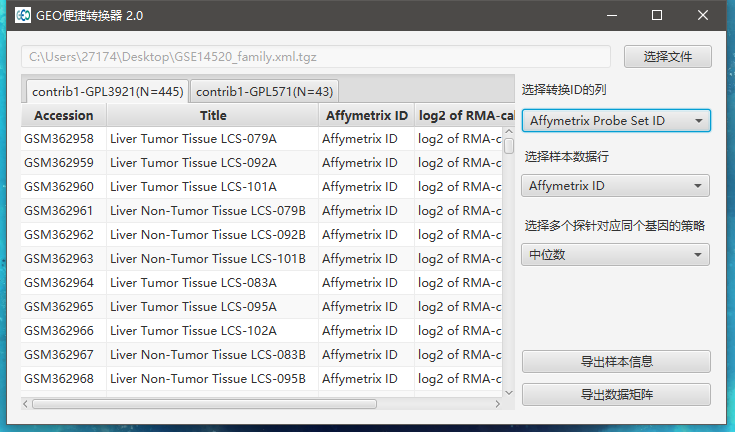 GEO便捷转换器 2.0
C:\Users\27174\Desktop\GSE14520_family.xml.tgz
选择文件
contrib1-GPL3921(N=445) contrib1-GPL571(N=43)
Accession Title Affymetrix ID log2 of RMA-cal
GSM362958 Liver Tumor Tissue LCS-079A Affymetrix ID log2 of RMA-c
GSM362959 Liver Tumor Tissue LCS-092A Affymetrix ID log2 of RMA-c
GSM362960 Liver Tumor Tissue LCS-101A Affymetrix ID log2 of RMA-c
GSM362961 Liver Non-Tumor Tissue LCS-079B Affymetrix ID log2 of RMA-c
GSM362962 Liver Non-Tumor Tissue LCS-092B Affymetrix ID log2 of RMA-c
GSM362963 Liver Non-Tumor Tissue LCS-101B Affymetrix ID log2 of RMA-c
GSM362964 Liver Tumor Tissue LCS-083A Affymetrix ID log2 of RMA-c
GSM362965 Liver Tumor Tissue LCS-095A Affymetrix ID log2 of RMA-c
GSM362966 Liver Tumor Tissue LCS-102A Affymetrix ID log2 of RMA-c
GSM362967 Liver Non-Tumor Tissue LCS-083B Affymetrix ID log2 of RMA-c
GSM362968 Liver Non-Tumor Tissue LCS-095B Affymetrix ID log2 of RMA-c
选择转换ID的列
Affymetrix Probe Set ID
选择样本数据行
Affymetrix ID
选择多个探针对应同个基因的策略
中位数
导出样本信息
导出数据矩阵